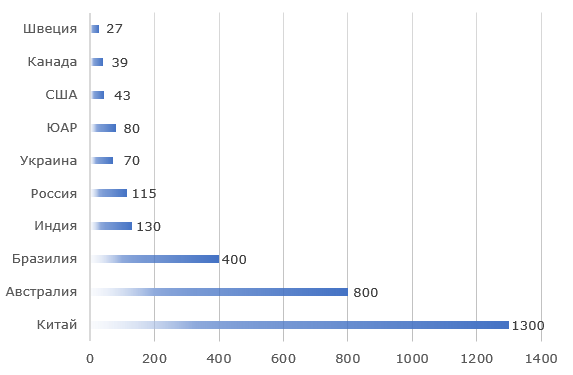 Швеция 27
Канада 39
США 43
ЮАР 80
Украина 70
Россия 115
Индия 130
Бразилия 400
Австралия 800
Китай 1300
0 200 400 600 800 1000 1200 1400